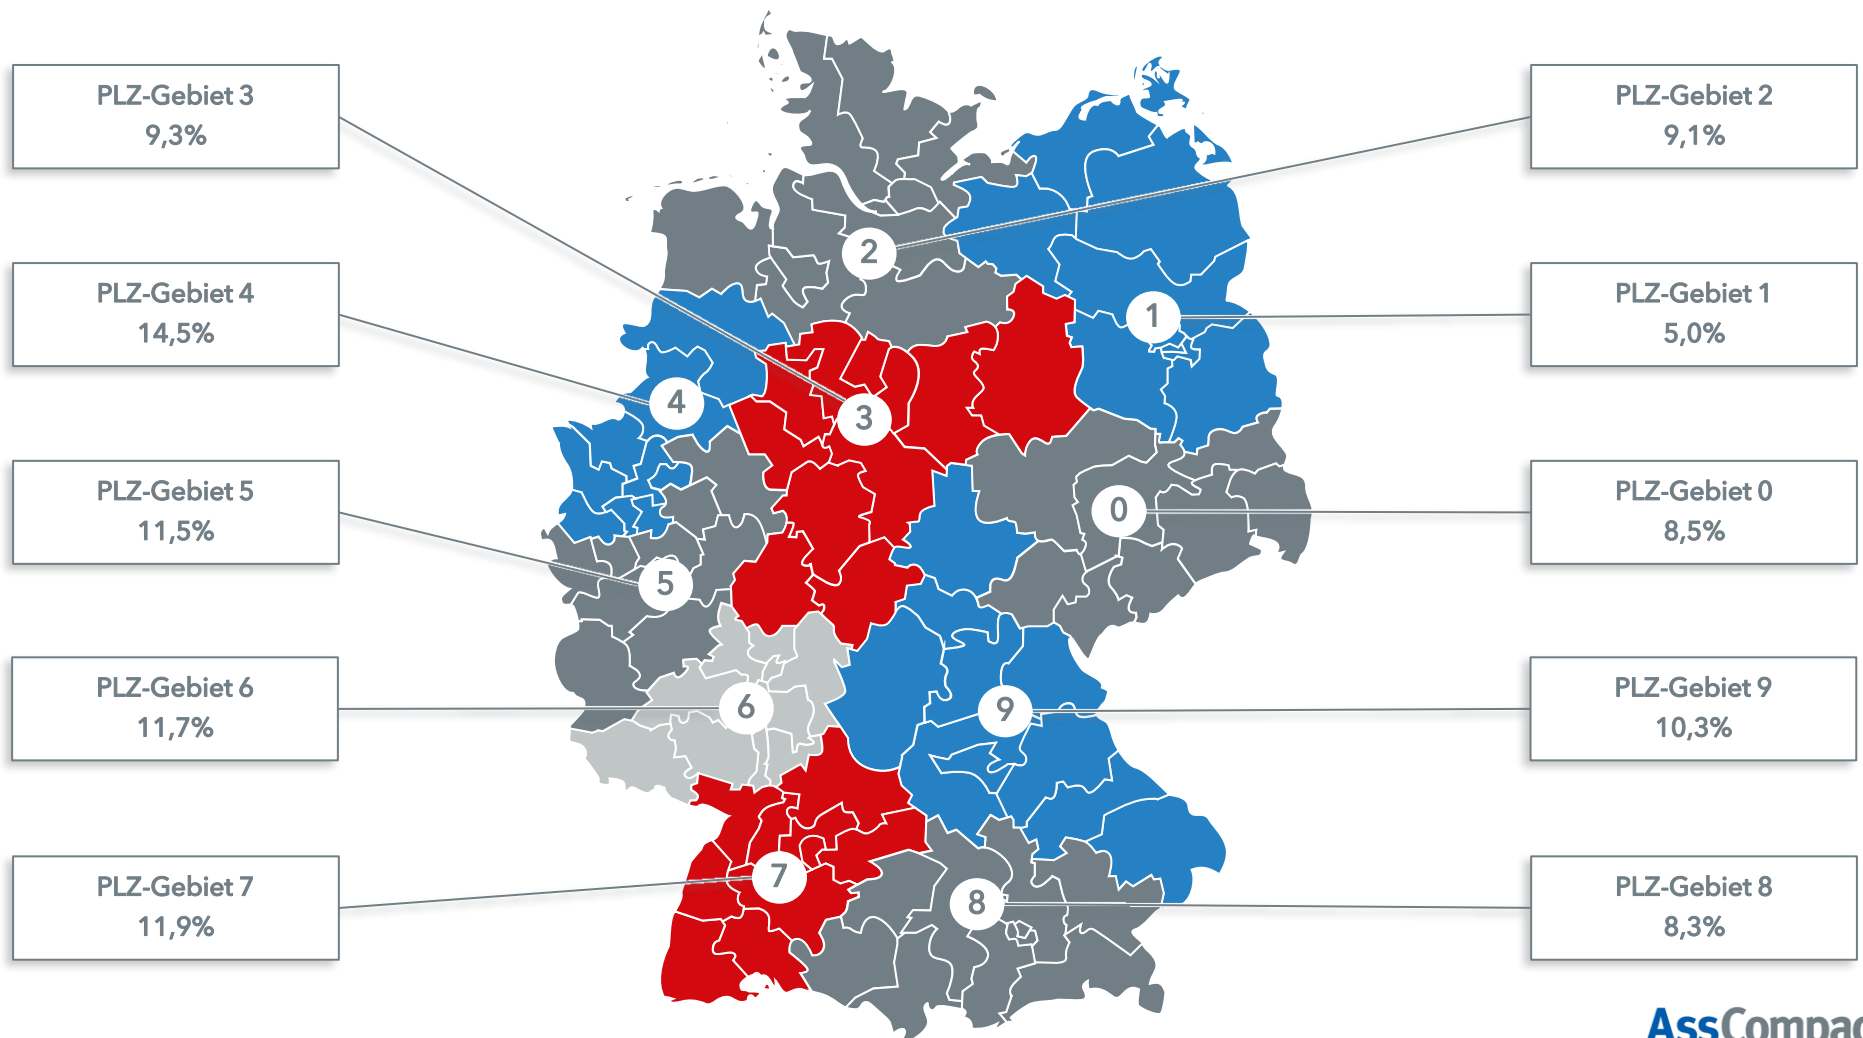 PLZ-Gebiet 3
9,3%
PLZ-Gebiet 4
14,5%
PLZ-Gebiet 5
11,5%
PLZ-Gebiet 6
11,7%
PLZ-Gebiet 7
11,9%
2
1
4
3
0
5
6
9
7
8
PLZ-Gebiet 2
9,1%
PLZ-Gebiet 1
5,0%
PLZ-Gebiet 0
8,5%
PLZ-Gebiet 9
10,3%
PLZ-Gebiet 8
8,3%
AssCompac